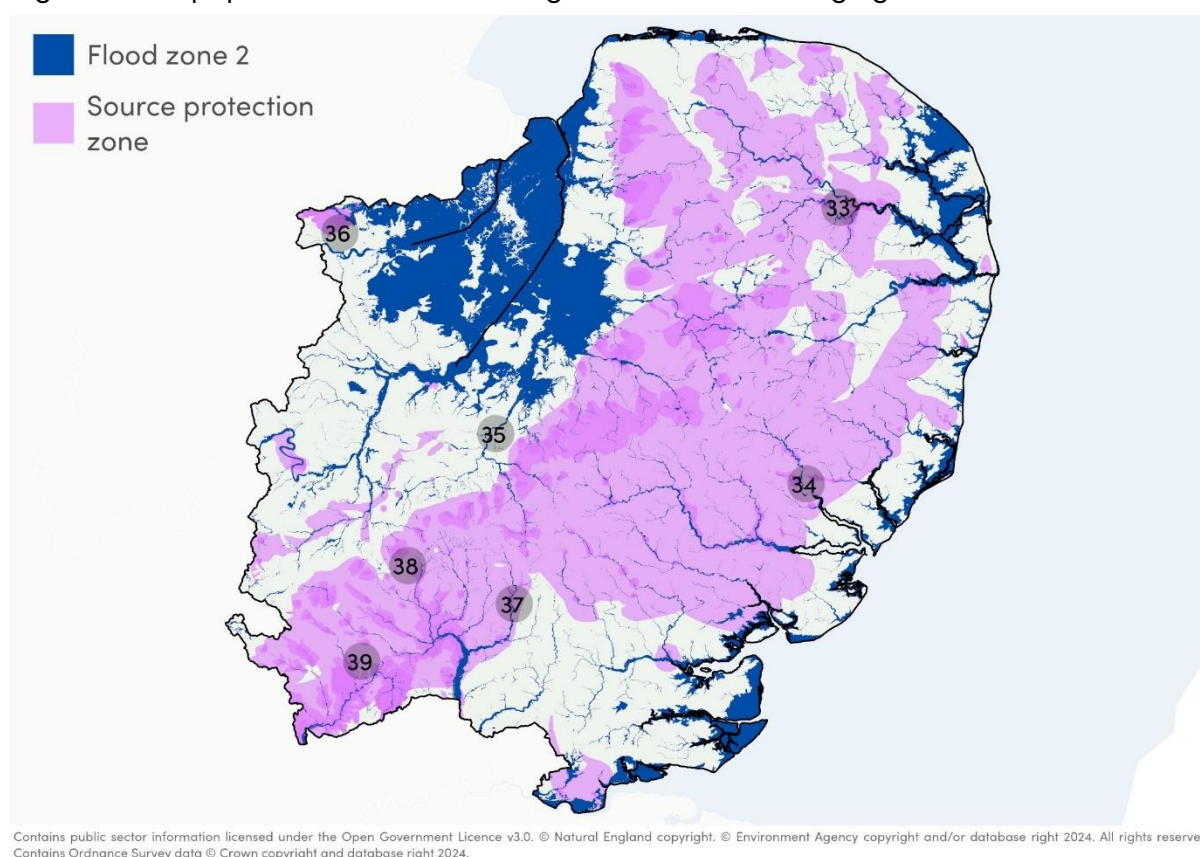 Flood zone 2
Source protection
zone
33
36
35
34
38
37
39
Contains public sector information licensed under the Open Government Licence v3.0. © Natural England copyright. © Environment Agency copyright and/or database right 2024. All rights reserve
Contains Ordnance Survey data © Crown copyright and database right 2024.